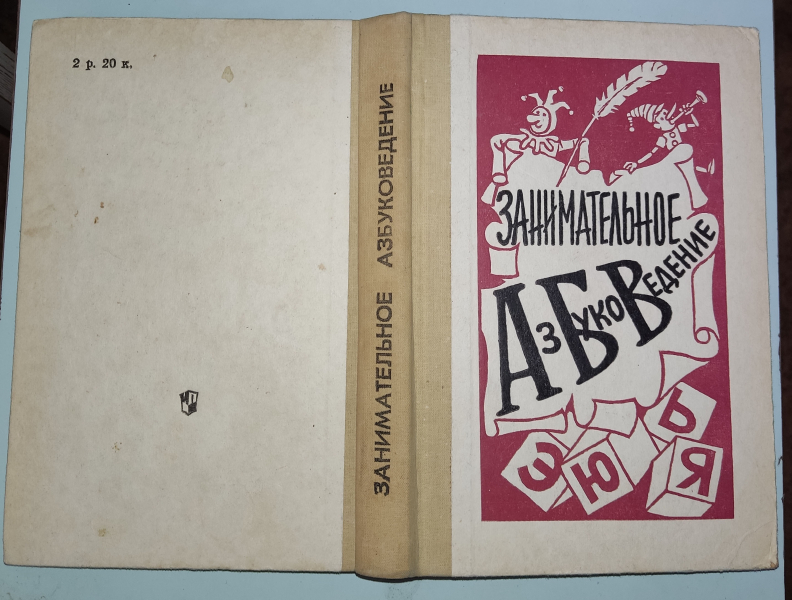 2 р. 20 к.
ЗАНИМАТЕЛЬНОЕ АЗБУКОВЕДЕНИЕ
ЗАНИМАТЕЛЬНОЕ
АзБукоВедение
Э Ю Ь Я